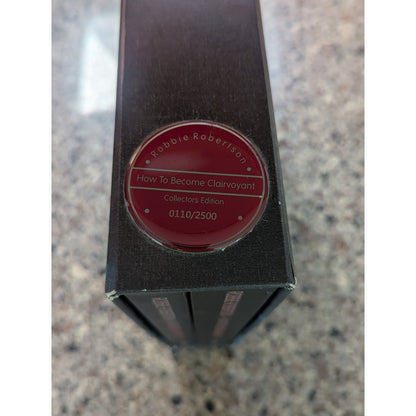 Robbie Robertson
How To Become Clairvoyant
Collectors Edition
0110/2500